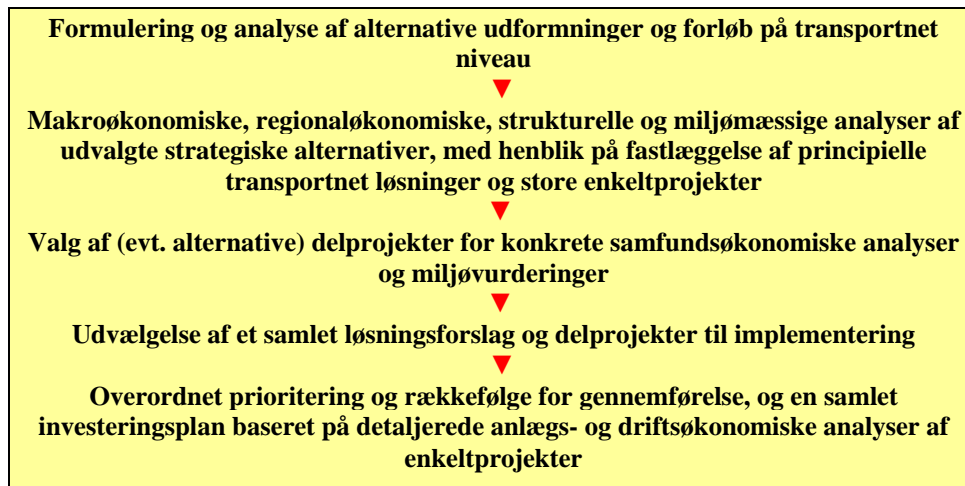 Formulering og analyse af alternative udformninger og forløb på transportnet
niveau
Makroøkonomiske, regionaløkonomiske, strukturelle og miljømæssige analyser af
udvalgte strategiske alternativer, med henblik på fastlæggelse af principielle
transportnet løsninger og store enkeltprojekter
Valg af (evt. alternative) delprojekter for konkrete samfundsøkonomiske analyser
og miljøvurderinger
Udvælgelse af et samlet løsningsforslag og delprojekter til implementering
Overordnet prioritering og rækkefølge for gennemførelse, og en samlet
investeringsplan baseret på detaljerede anlægs- og driftsøkonomiske analyser af
enkeltprojekter